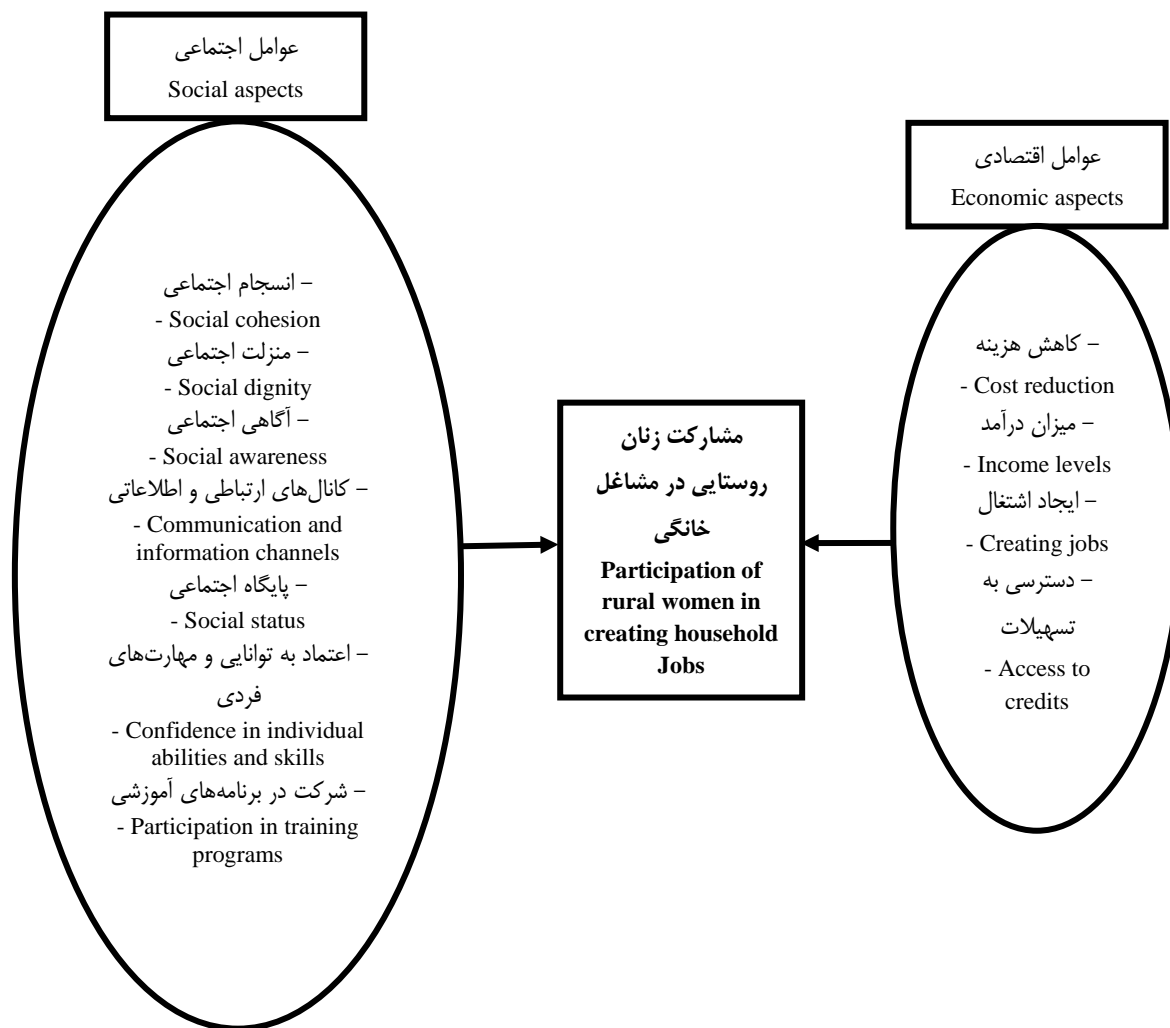 عوامل اجتماعی
Social aspects
– انسجام اجتماعی
- Social cohesion
– منزلت اجتماعی
- Social dignity
– آگاهی اجتماعی
- Social awareness
– کانال‌های ارتباطی و اطلاعاتی
- Communication and
information channels
– پایگاه اجتماعی
- Social status
– اعتماد به توانایی و مهارت‌های
فردی
- Confidence in individual
abilities and skills
– شرکت در برنامه‌های آموزشی
- Participation in training
programs
مشارکت زنان
روستایی در مشاغل
خانگی
Participation of
rural women in
creating household
Jobs
عوامل اقتصادی
Economic aspects
– کاهش هزینه
- Cost reduction
– میزان درآمد
- Income levels
– ایجاد اشتغال
- Creating jobs
– دسترسی به
تسهیلات
- Access to
credits